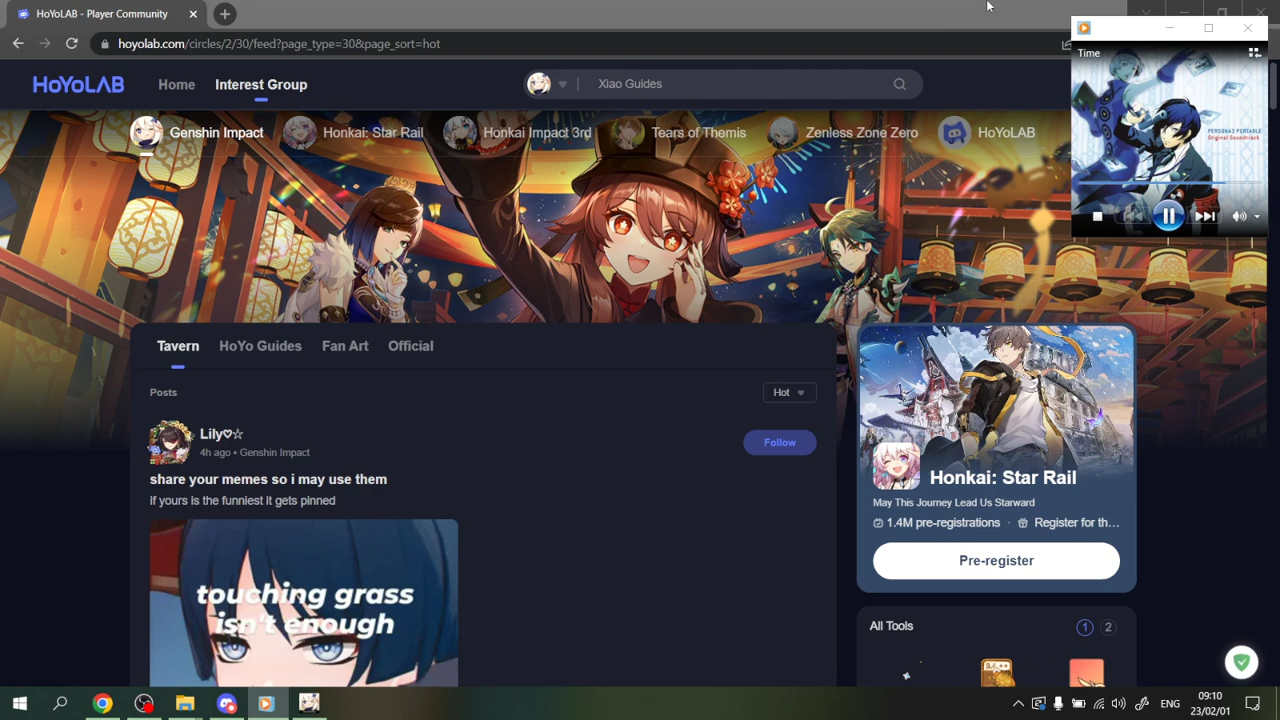 HoYoLAB - Player Community
hoyolab.com/circles/2/30/feed?page_type=30&page_sort=hot
HoYoLAB
Home
Interest Group
Xiao Guides
Genshin Impact
Honkai: Star Rail
Honkai Impact 3rd
Tears of Themis
Zenless Zone Zero
HoYoLAB
Time
PERSONA3 PORTABLE
Original Soundtrack
Tavern
HoYo Guides
Fan Art
Official
Posts
Hot
Lily♡☆
4h ago • Genshin Impact
Follow
share your memes so i may use them
if yours is the funniest it gets pinned
touching grass
isn't enough
Honkai: Star Rail
May This Journey Lead Us Starward
1.4M pre-registrations · Register for th…
Pre-register
All Tools
1
2
ENG
09:10
23/02/01